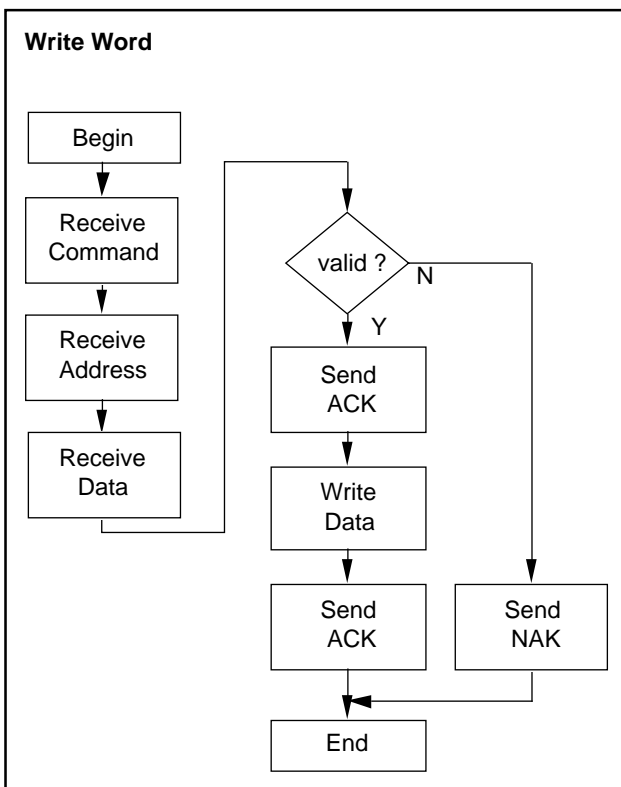 Write Word
Begin
Receive
Command
Receive
Address
Receive
Data
valid ?
N
Y
Send
ACK
Write
Data
Send
ACK
Send
NAK
End